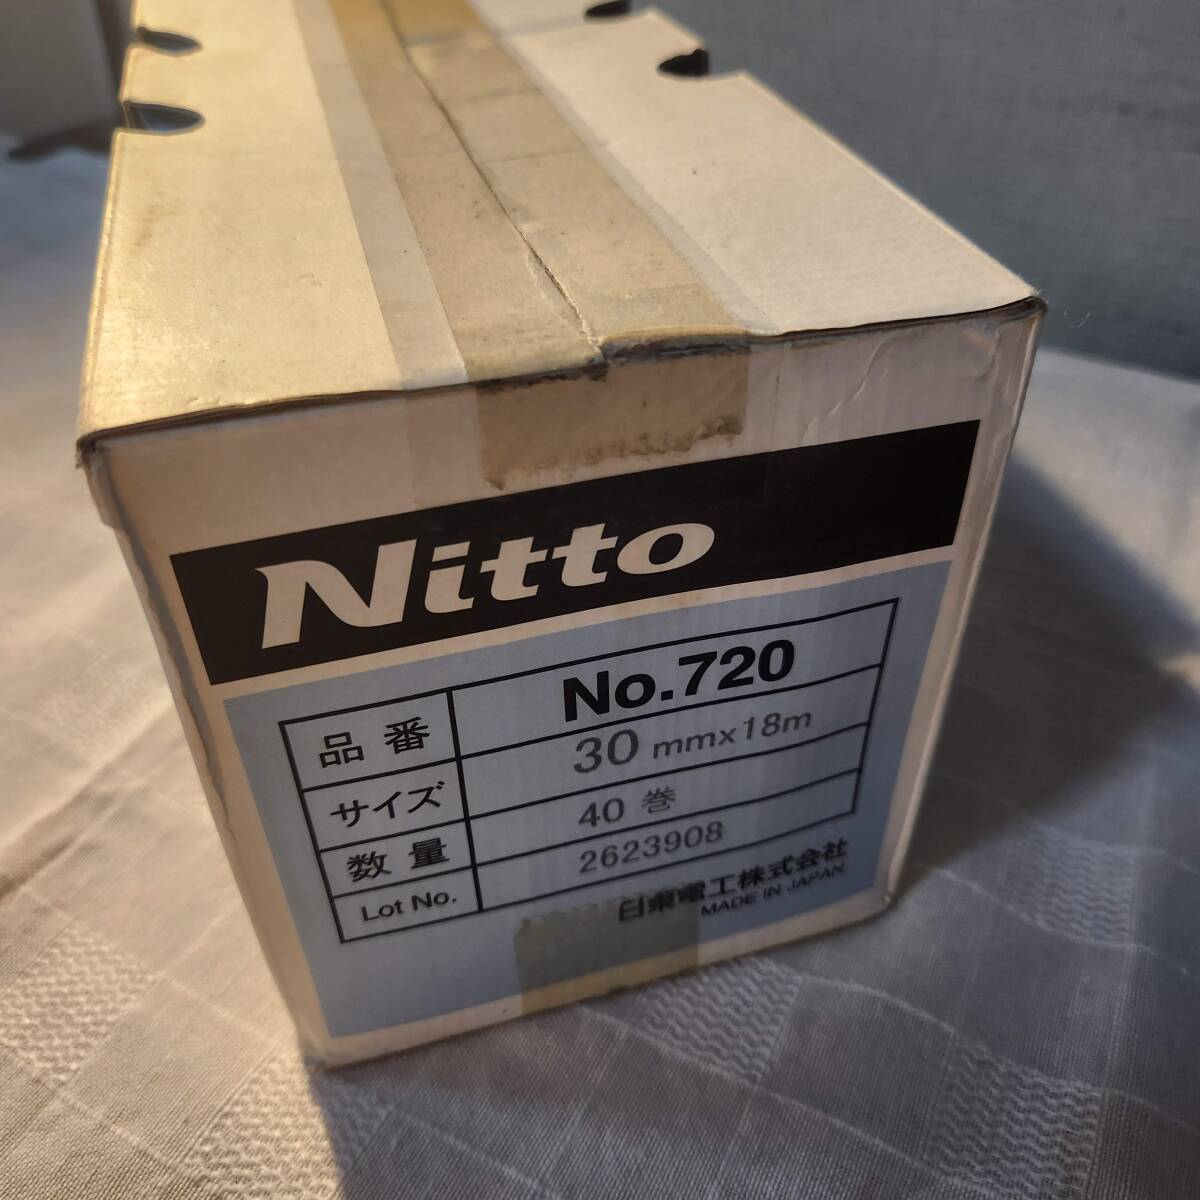 Nitto
品番 No.720
サイズ 30 mmx18m
数量 40 巻
Lot No. 2623908
日東電工株式会社
MADE IN JAPAN